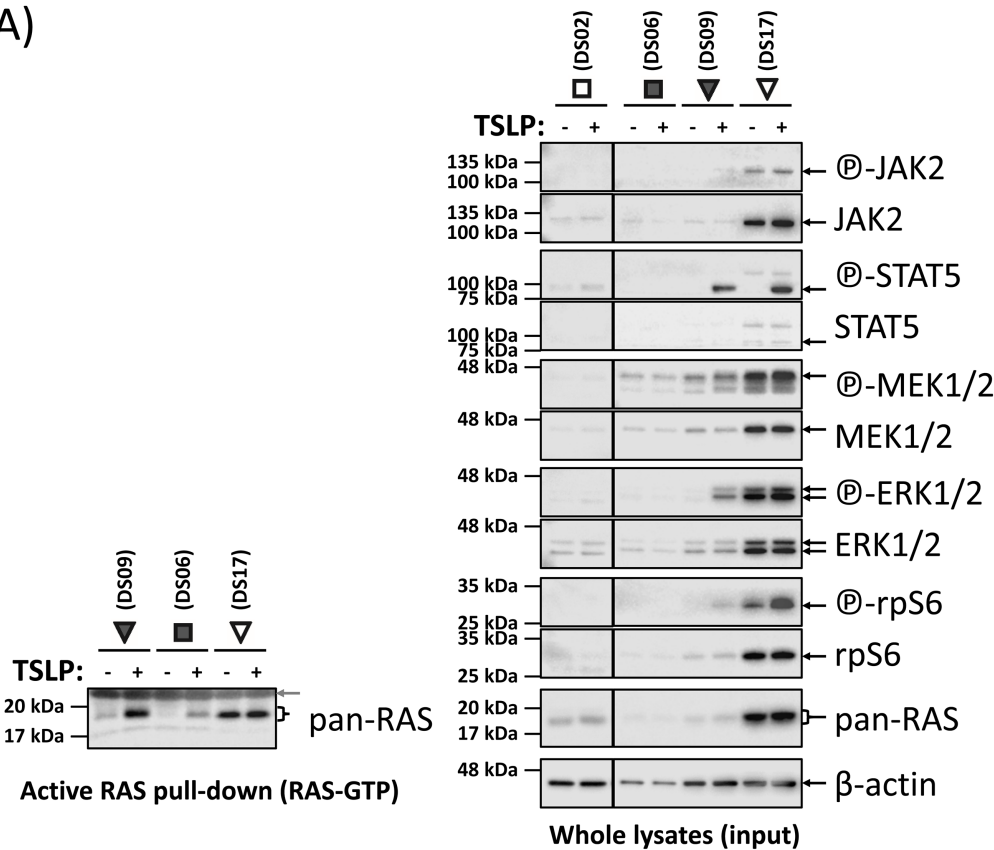 A)
(DS02) (DS06) (DS09) (DS17)
TSLP: - + - + - + - +
135 kDa
100 kDa
Ⓟ-JAK2
135 kDa
100 kDa
JAK2
100 kDa
75 kDa
Ⓟ-STAT5
100 kDa
75 kDa
STAT5
48 kDa
Ⓟ-MEK1/2
48 kDa
MEK1/2
48 kDa
Ⓟ-ERK1/2
48 kDa
ERK1/2
35 kDa
25 kDa
Ⓟ-rpS6
35 kDa
25 kDa
rpS6
20 kDa
17 kDa
pan-RAS
48 kDa
β-actin
Whole lysates (input)
(DS09) (DS06) (DS17)
TSLP: - + - + - +
20 kDa
17 kDa
pan-RAS
Active RAS pull-down (RAS-GTP)